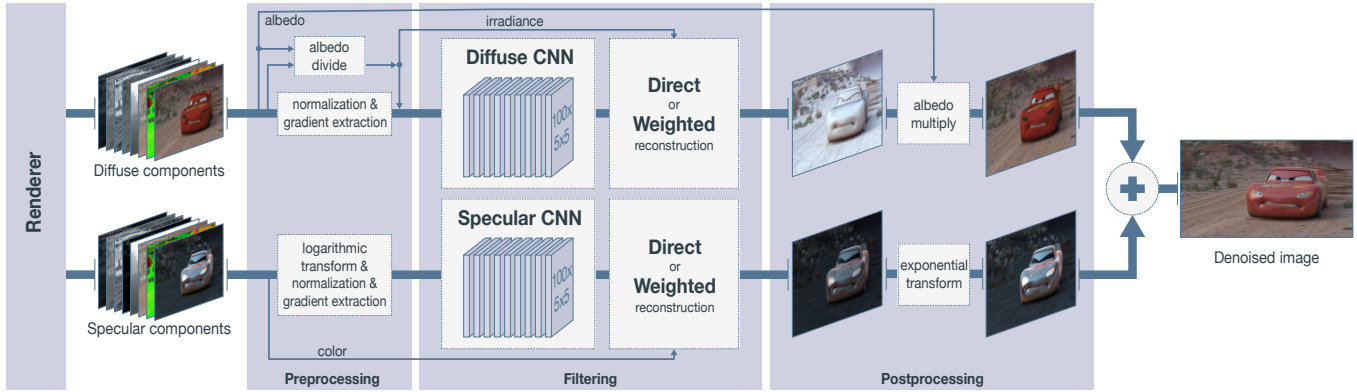 Renderer
Diffuse components
Specular components
albedo
albedo
divide
normalization &
gradient extraction
logarithmic
transform &
normalization &
gradient extraction
color
Preprocessing
irradiance
Diffuse CNN
100x
5x5
Direct
or
Weighted
reconstruction
Specular CNN
100x
5x5
Direct
or
Weighted
reconstruction
Filtering
albedo
multiply
exponential
transform
Postprocessing
Denoised image